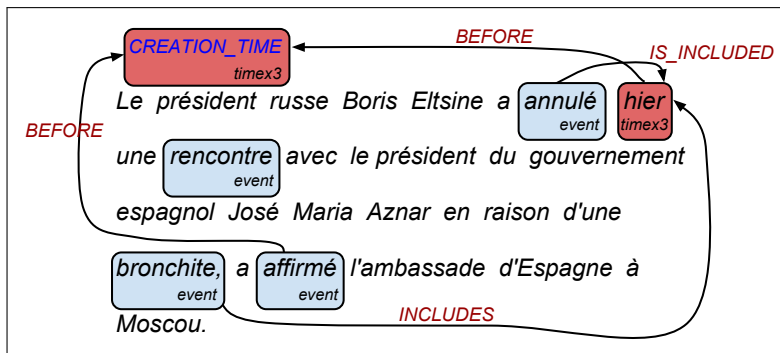 CREATION_TIME
timex3
BEFORE
IS_INCLUDED
Le président russe Boris Eltsine a annulé hier
event
timex3
BEFORE
une rencontre avec le président du gouvernement
event
espagnol José Maria Aznar en raison d'une
bronchite, a affirmé l'ambassade d'Espagne à
event
event
Moscou.
INCLUDES